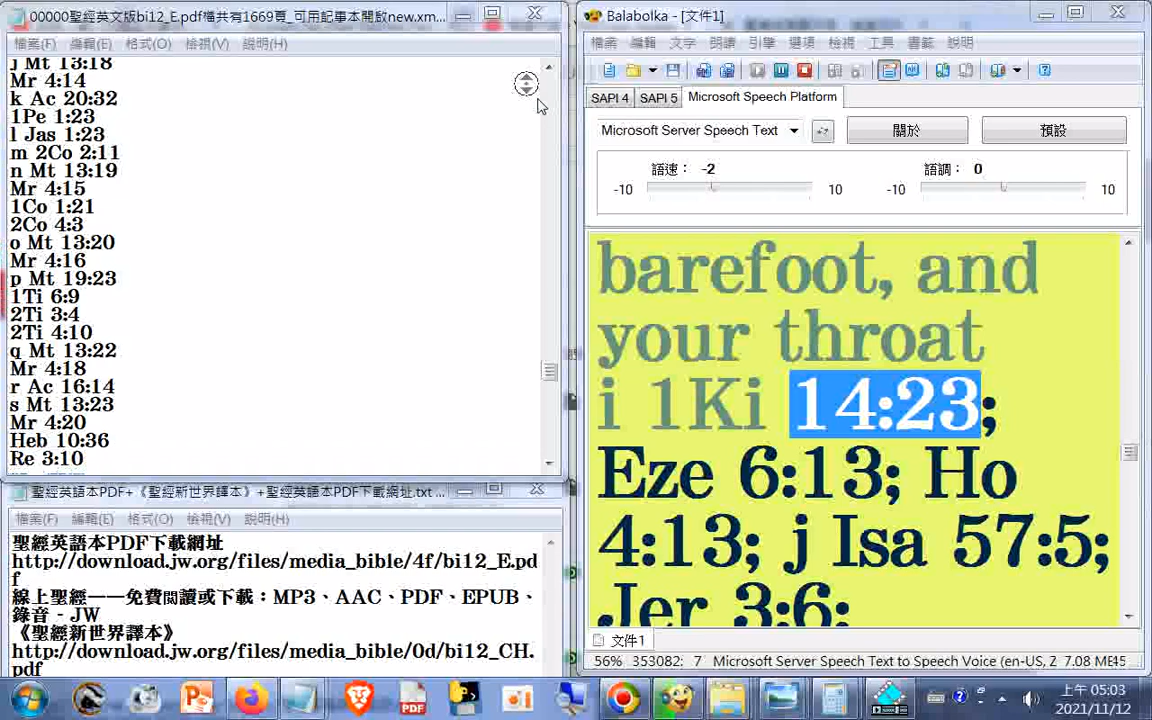 00000聖經英文版bi12_E.pdf檔共有1669頁_可用記事本開啟new.xm...
檔案(F) 編輯(E) 格式(O) 檢視(V) 說明(H)
j Mt 13:18
Mr 4:14
k Ac 20:32
1Pe 1:23
l Jas 1:23
m 2Co 2:11
n Mt 13:19
Mr 4:15
1Co 1:21
2Co 4:3
o Mt 13:20
Mr 4:16
p Mt 19:23
1Ti 6:9
2Ti 3:4
2Ti 4:10
q Mt 13:22
Mr 4:18
r Ac 16:14
s Mt 13:23
Mr 4:20
Heb 10:36
Re 3:10
聖經英語本PDF+《聖經新世界譯本》+聖經英語本PDF下載網址.txt ...
檔案(F) 編輯(E) 格式(O) 檢視(V) 說明(H)
聖經英語本PDF下載網址
http://download.jw.org/files/media_bible/4f/bi12_E.pd
f
線上聖經──免費閱讀或下載：MP3、AAC、PDF、EPUB、
錄音 - JW
《聖經新世界譯本》
http://download.jw.org/files/media_bible/0d/bi12_CH.
pdf
Balabolka - [文件1]
檔案 編輯 文字 朗讀 引擎 選項 檢視 工具 書籤 說明
SAPI 4 SAPI 5 Microsoft Speech Platform
Microsoft Server Speech Text 關於 預設
語速： -2 語調： 0
-10 10 -10 10
barefoot, and
your throat
i 1Ki 14:23;
Eze 6:13; Ho
4:13; j Isa 57:5;
Jer 3:6;
文件1
56% 353082: 7 Microsoft Server Speech Text to Speech Voice (en-US, 2 7.08 ME45
PDF
上午 05:03
2021/11/12